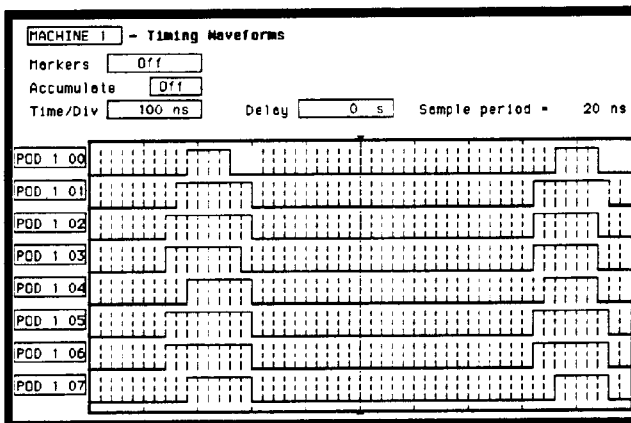 MACHINE 1 - Timing Waveforms
Markers Off
Accumulate Off
Time/Div 100 ns Delay 0 s Sample period = 20 ns
POD 1 00
POD 1 01
POD 1 02
POD 1 03
POD 1 04
POD 1 05
POD 1 06
POD 1 07